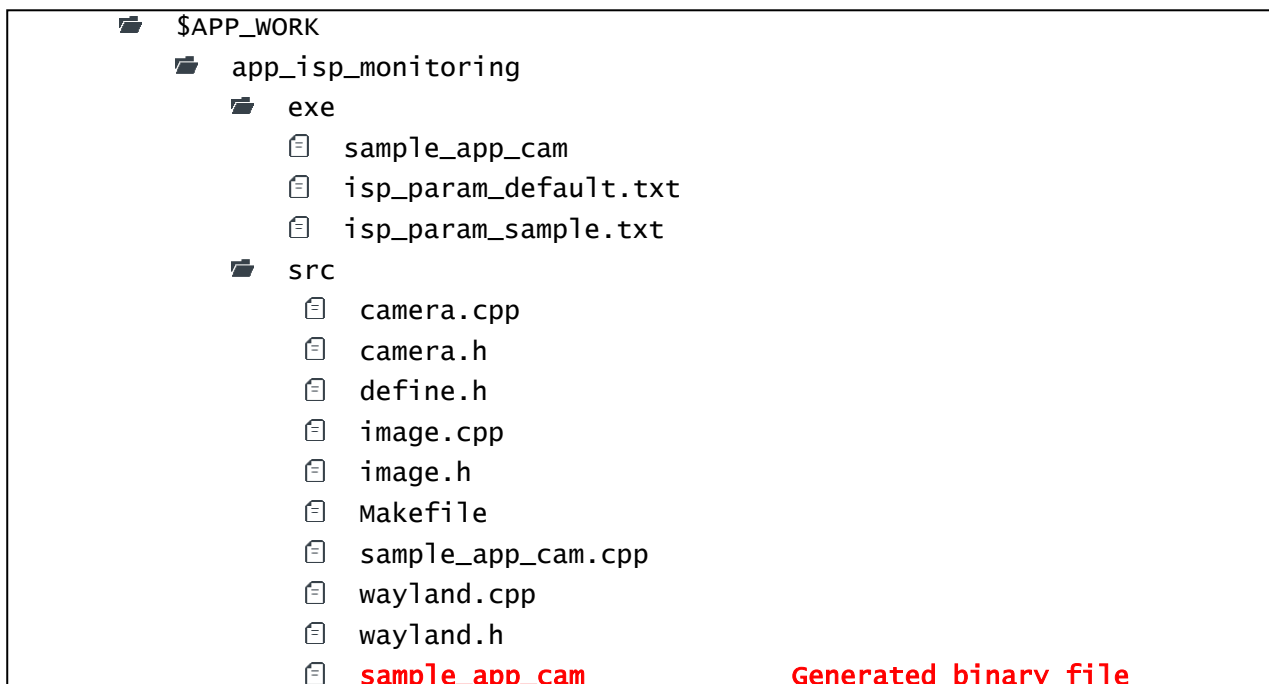 $APP_WORK
app_isp_monitoring
exe
sample_app_cam
isp_param_default.txt
isp_param_sample.txt
src
camera.cpp
camera.h
define.h
image.cpp
image.h
Makefile
sample_app_cam.cpp
wayland.cpp
wayland.h
sample_app_cam Generated binary file